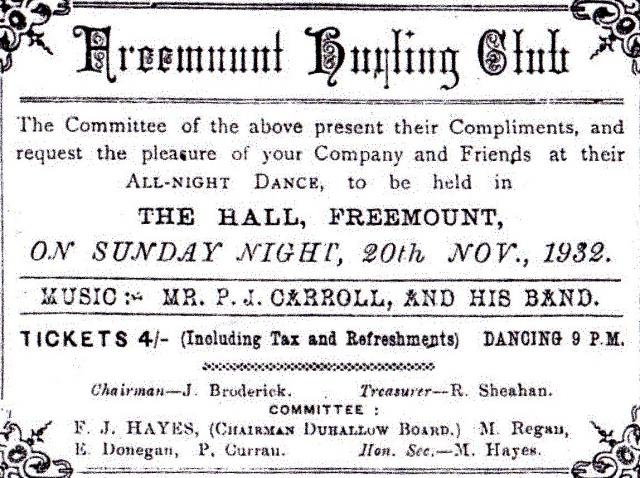 Freemount Hurling Club
The Committee of the above present their Compliments, and
request the pleasure of your Company and Friends at their
ALL-NIGHT DANCE, to be held in
THE HALL, FREEMOUNT,
ON SUNDAY NIGHT, 20th NOV., 1932.
MUSIC :- MR. P. J. CARROLL, AND HIS BAND.
TICKETS 4/- (Including Tax and Refreshments) DANCING 9 P.M.
Chairman—J. Broderick. Treasurer—R. Sheahan.
COMMITTEE :
F. J. HAYES, (CHAIRMAN DUHALLOW BOARD.) M. Regan,
E. Donegan, P. Curran. Hon. Sec.—M. Hayes.